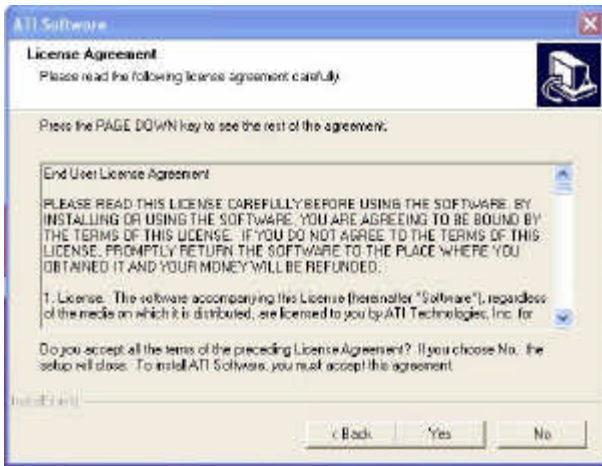 ATI Software
License Agreement
Please read the following license agreement carefully.
Press the PAGE DOWN key to see the rest of the agreement.
End User License Agreement
PLEASE READ THIS LICENSE CAREFULLY BEFORE USING THE SOFTWARE. BY
INSTALLING OR USING THE SOFTWARE, YOU ARE AGREEING TO BE BOUND BY
THE TERMS OF THIS LICENSE. IF YOU DO NOT AGREE TO THE TERMS OF THIS
LICENSE, PROMPTLY RETURN THE SOFTWARE TO THE PLACE WHERE YOU
OBTAINED IT AND YOUR MONEY WILL BE REFUNDED.
1. License. The software accompanying this License (hereinafter "Software"), regardless
of the media on which it is distributed, are licensed to you by ATI Technologies, Inc. for
Do you accept all the terms of the preceding License Agreement? If you choose No, the
setup will close. To install ATI Software, you must accept this agreement.
InstallShield
< Back Yes No